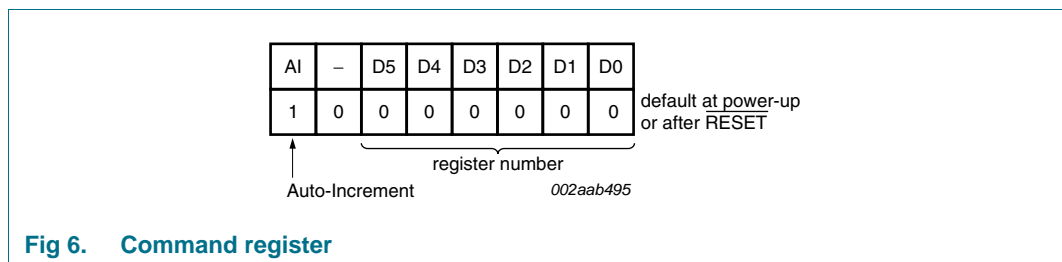 AI – D5 D4 D3 D2 D1 D0
1 0 0 0 0 0 0 0
default at power-up
or after RESET
register number
Auto-Increment
002aab495
Fig 6. Command register